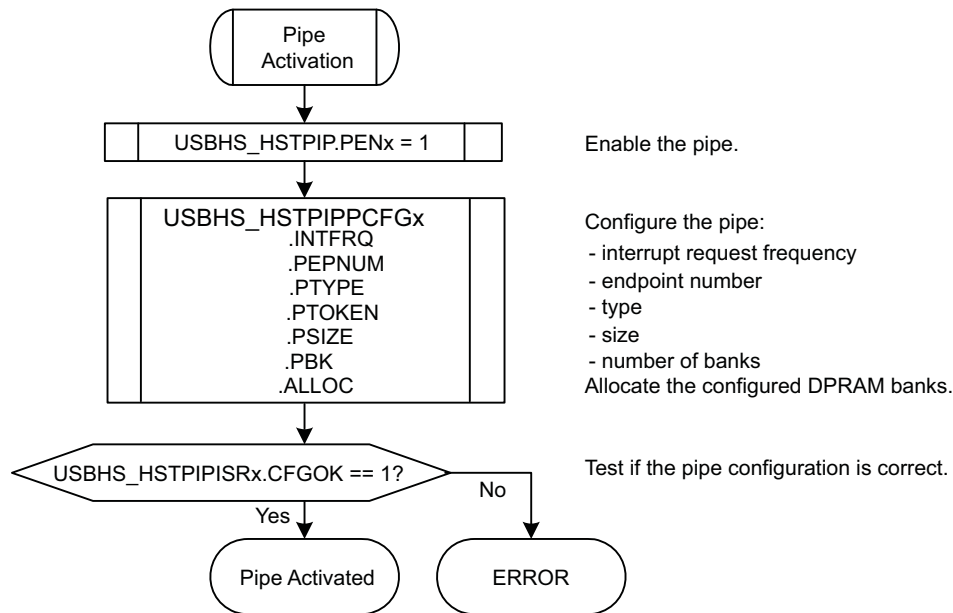 Pipe
Activation
USBHS_HSTPIP.PENx = 1
Enable the pipe.
USBHS_HSTPIPPCFGx
.INTFRQ
.PEPNUM
.PTYPE
.PTOKEN
.PSIZE
.PBK
.ALLOC
Configure the pipe:
- interrupt request frequency
- endpoint number
- type
- size
- number of banks
Allocate the configured DPRAM banks.
USBHS_HSTPIPISRx.CFGOK == 1?
Test if the pipe configuration is correct.
No
Yes
Pipe Activated
ERROR